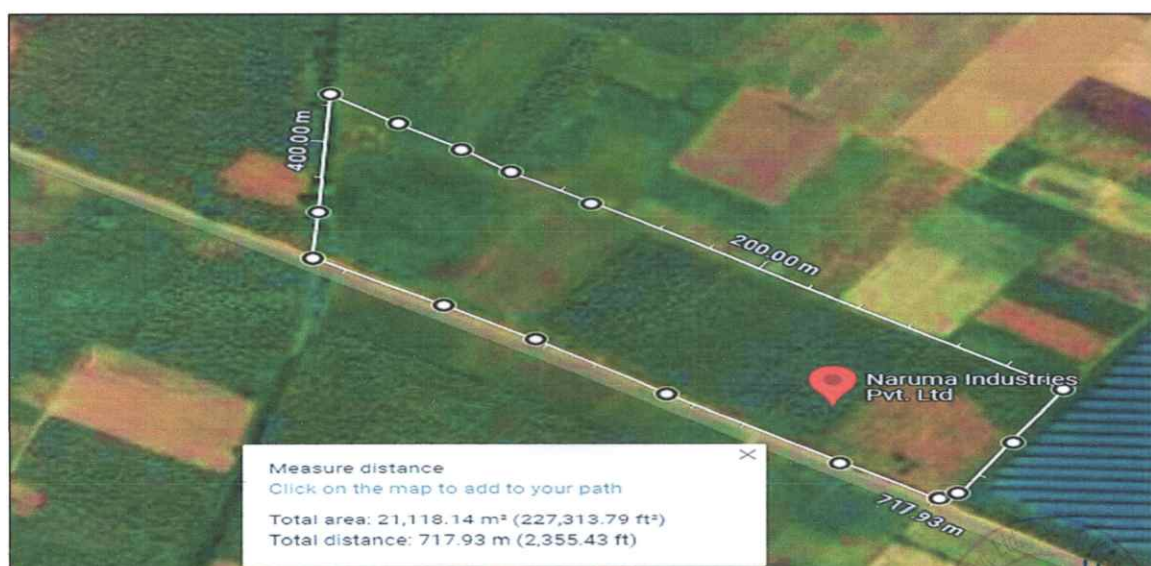 400.00 m
200.00 m
Naruma Industries
Pvt. Ltd
Measure distance
Click on the map to add to your path
Total area: 21,118.14 m² (227,313.79 ft²)
Total distance: 717.93 m (2,355.43 ft)
717.93 m